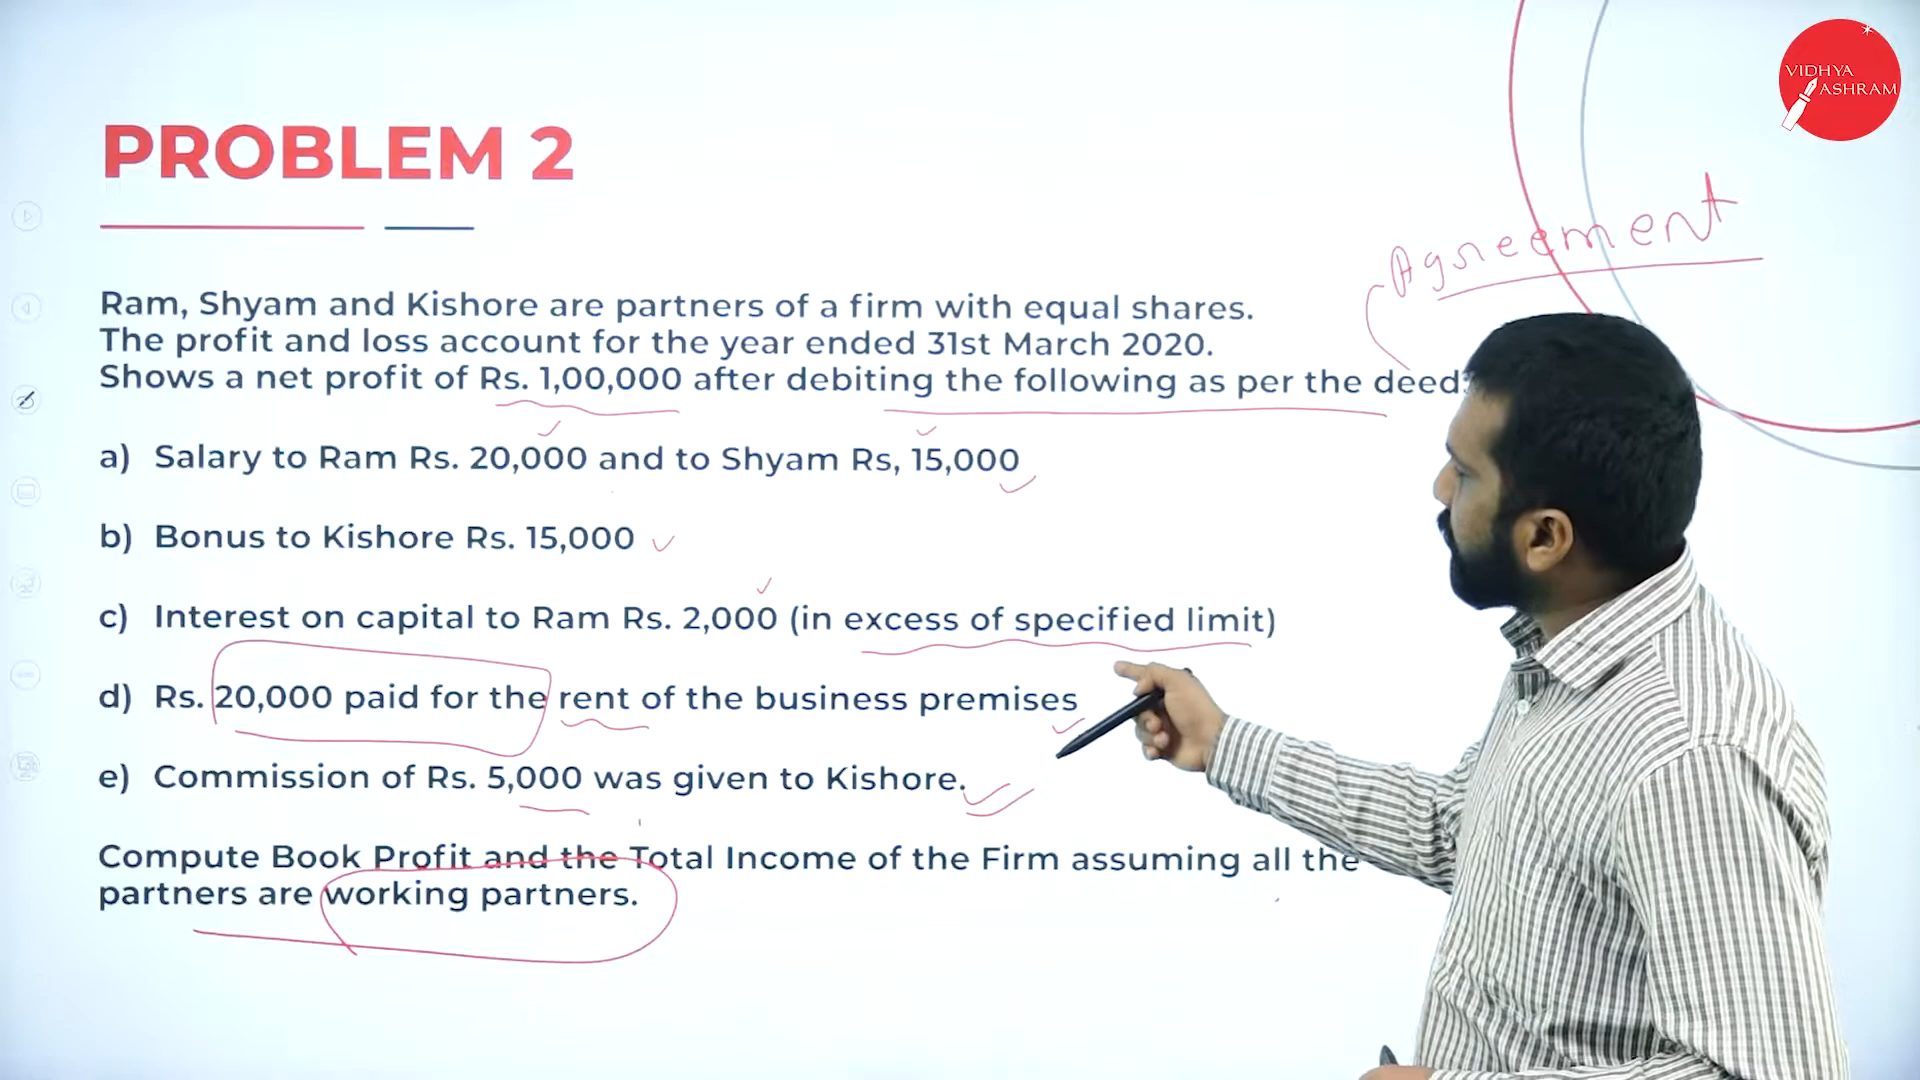 VIDHYA
ASHRAM
PROBLEM 2
Agreement
Ram, Shyam and Kishore are partners of a firm with equal shares.
The profit and loss account for the year ended 31st March 2020.
Shows a net profit of Rs. 1,00,000 after debiting the following as per the deed:
a) Salary to Ram Rs. 20,000 and to Shyam Rs, 15,000
b) Bonus to Kishore Rs. 15,000
c) Interest on capital to Ram Rs. 2,000 (in excess of specified limit)
d) Rs. 20,000 paid for the rent of the business premises
e) Commission of Rs. 5,000 was given to Kishore.
Compute Book Profit and the Total Income of the Firm assuming all the
partners are working partners.